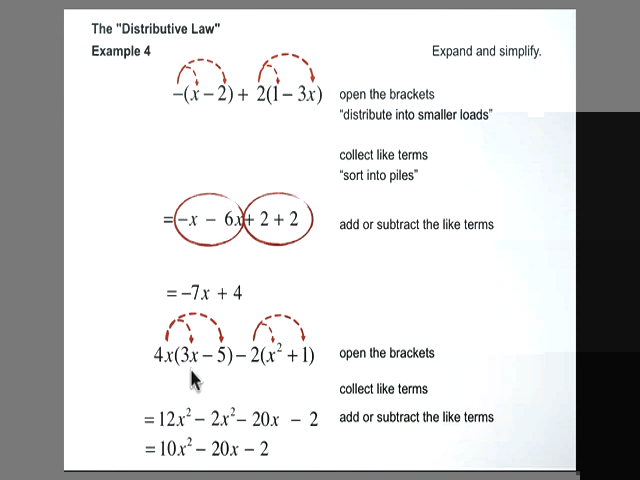 The "Distributive Law"
Example 4 Expand and simplify.
−(x − 2) + 2(1 − 3x) open the brackets
"distribute into smaller loads"
collect like terms
"sort into piles"
= −x − 6x + 2 + 2 add or subtract the like terms
= −7x + 4
4x(3x − 5) − 2(x² + 1) open the brackets
collect like terms
= 12x² − 2x² − 20x − 2 add or subtract the like terms
= 10x² − 20x − 2